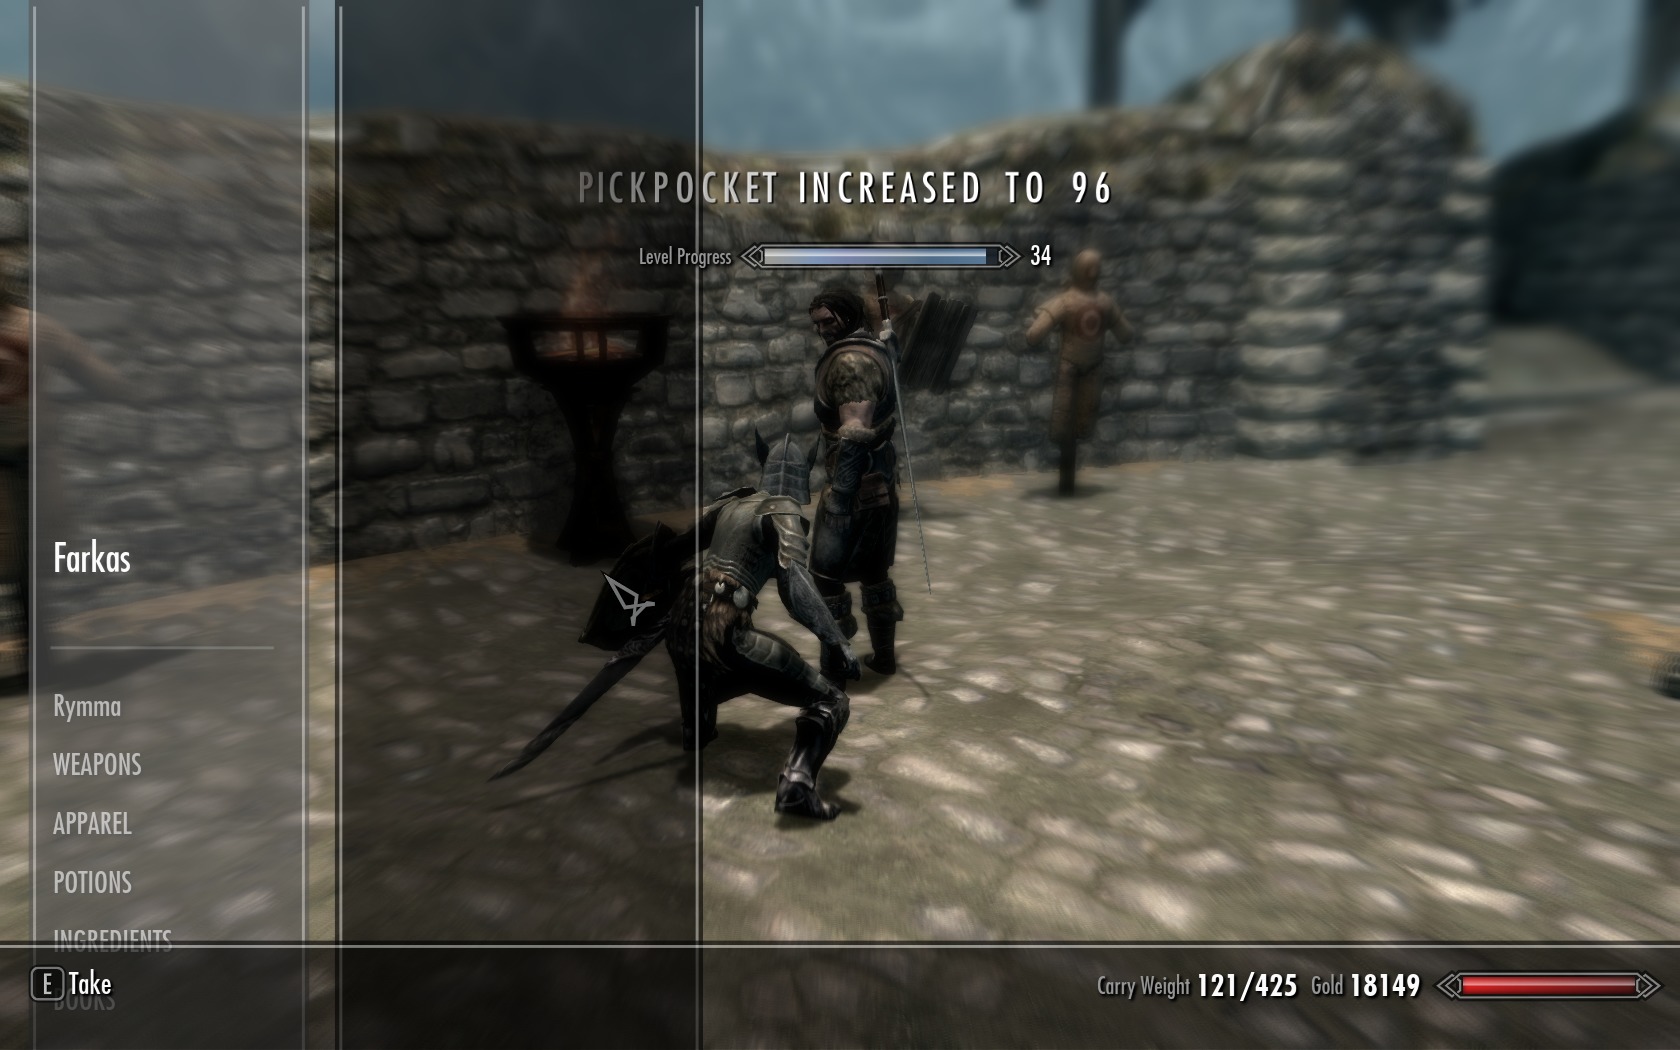 PICKPOCKET INCREASED TO 96
Level Progress 34
Farkas
Rymma
WEAPONS
APPAREL
POTIONS
INGREDIENTS
BOOKS
E Take
Carry Weight 121/425 Gold 18149